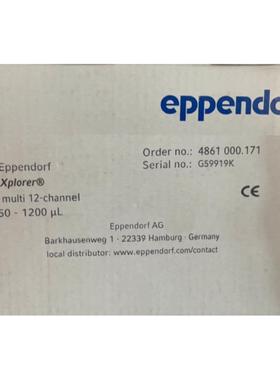 eppendo
Order no.: 4861 000.171
Serial no.: G59919K
Eppendorf
Xplorer®
multi 12-channel
50 - 1200 µL
CE
Eppendorf AG
Barkhausenweg 1 · 22339 Hamburg · Germany
local distributor: www.eppendorf.com/contact